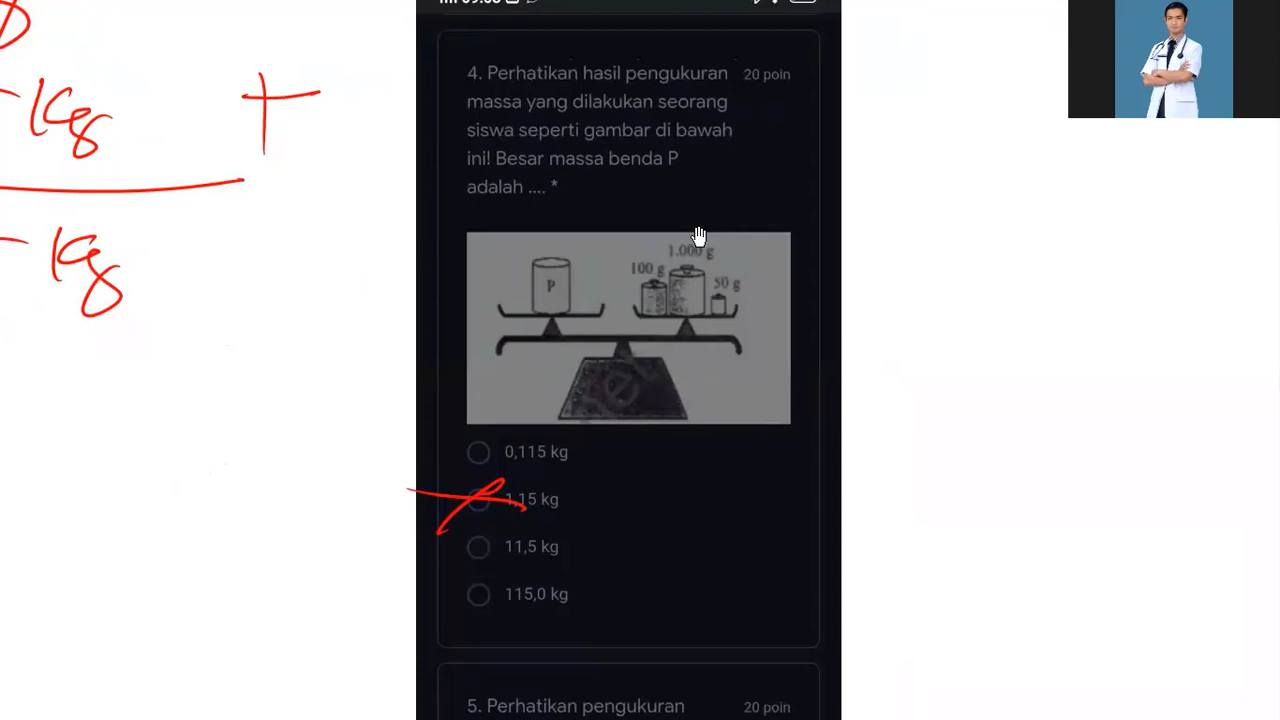 kg +
kg
4. Perhatikan hasil pengukuran 20 poin
massa yang dilakukan seorang
siswa seperti gambar di bawah
ini! Besar massa benda P
adalah .... *
1.000 g
100 g
50 g
P
0,115 kg
1,15 kg
11,5 kg
115,0 kg
5. Perhatikan pengukuran 20 poin